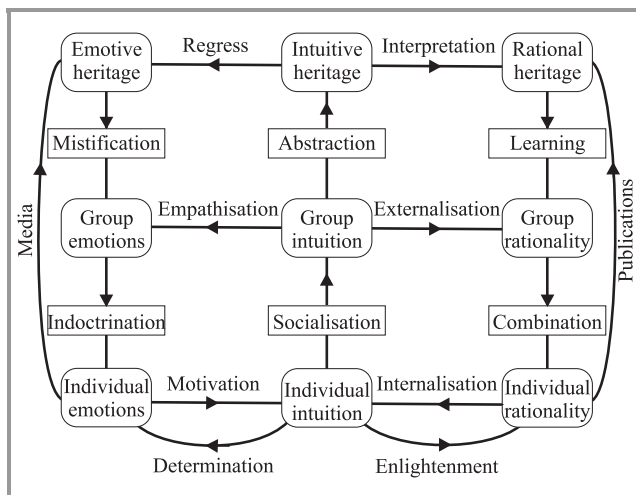 Emotive
heritage
Regress
Intuitive
heritage
Interpretation
Rational
heritage
Mistification
Abstraction
Learning
Media
Group
emotions
Empathisation
Group
intuition
Externalisation
Group
rationality
Publications
Indoctrination
Socialisation
Combination
Individual
emotions
Motivation
Individual
intuition
Internalisation
Individual
rationality
Determination
Enlightenment